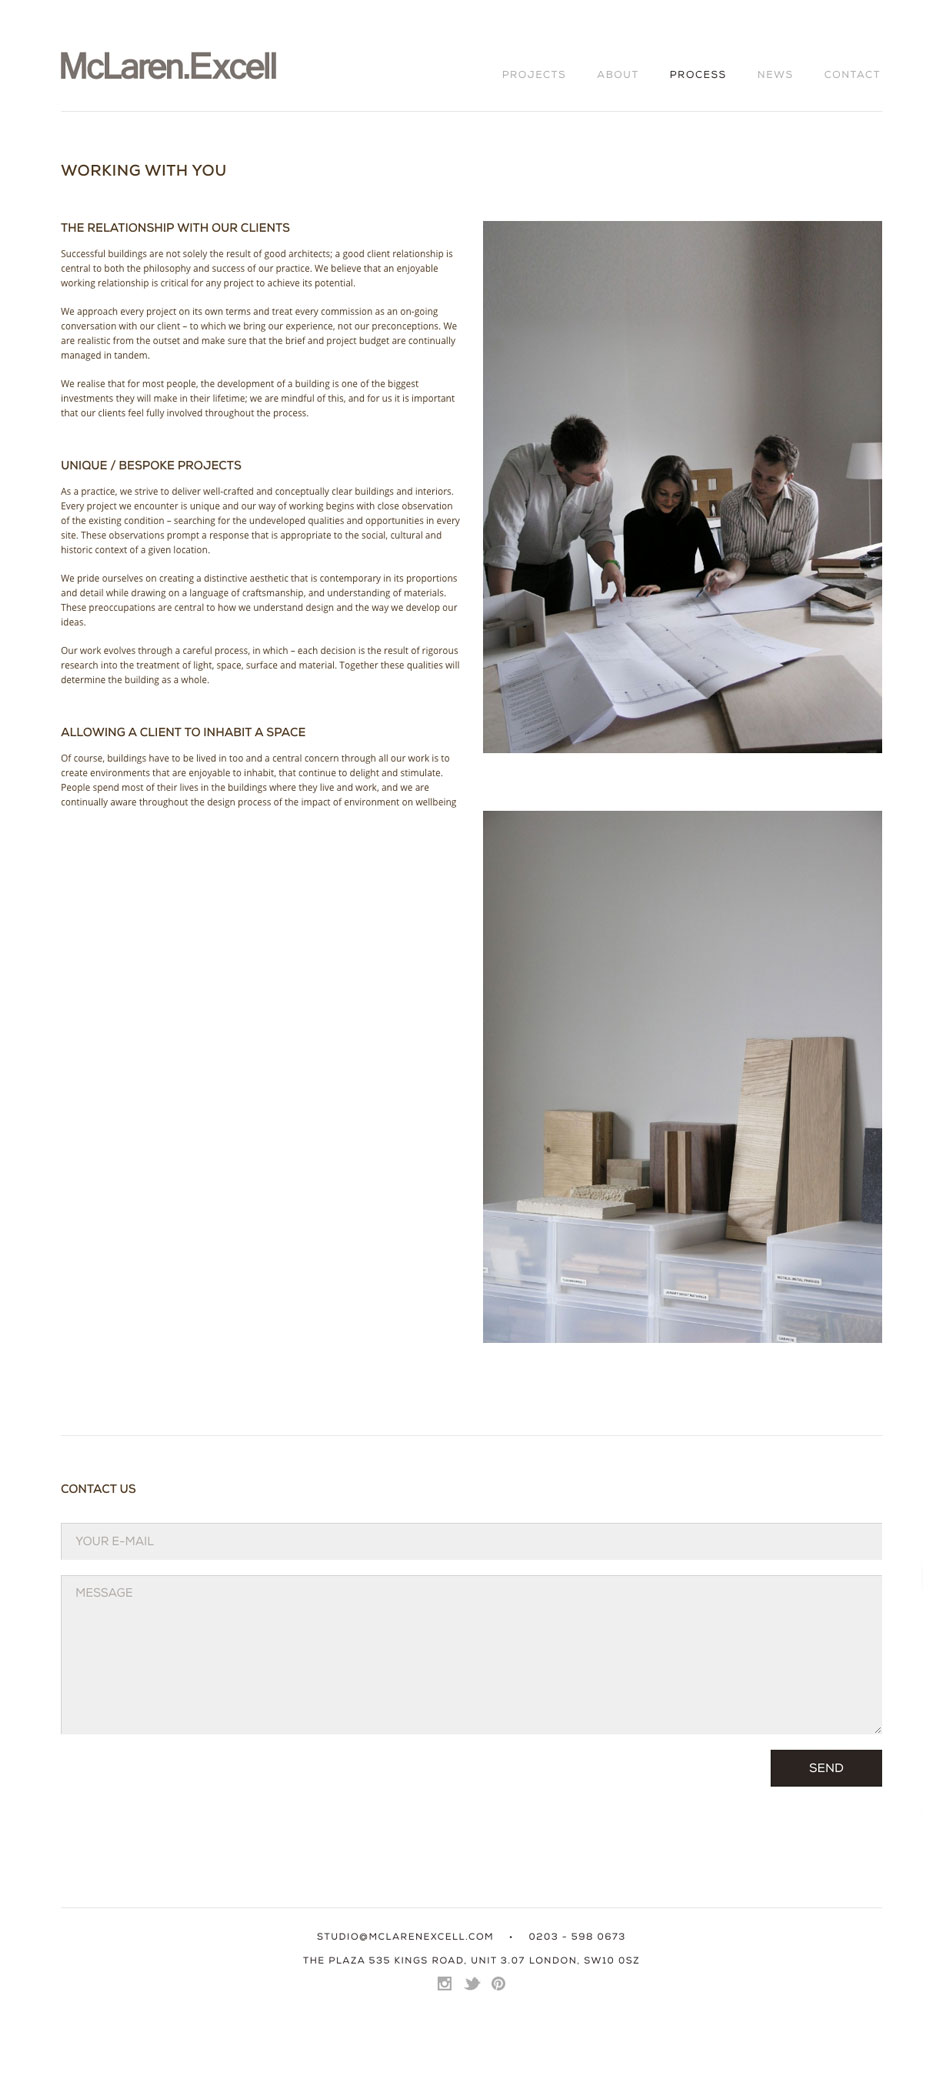 McLaren.Excell
PROJECTS ABOUT PROCESS NEWS CONTACT
WORKING WITH YOU
THE RELATIONSHIP WITH OUR CLIENTS
Successful buildings are not solely the result of good architects; a good client relationship is
central to both the philosophy and success of our practice. We believe that an enjoyable
working relationship is critical for any project to achieve its potential.
We approach every project on its own terms and treat every commission as an on-going
conversation with our client – to which we bring our experience, not our preconceptions. We
are realistic from the outset and make sure that the brief and project budget are continually
managed in tandem.
We realise that for most people, the development of a building is one of the biggest
investments they will make in their lifetime; we are mindful of this, and for us it is important
that our clients feel fully involved throughout the process.
UNIQUE / BESPOKE PROJECTS
As a practice, we strive to deliver well-crafted and conceptually clear buildings and interiors.
Every project we encounter is unique and our way of working begins with close observation
of the existing condition – searching for the undeveloped qualities and opportunities in every
site. These observations prompt a response that is appropriate to the social, cultural and
historic context of a given location.
We pride ourselves on creating a distinctive aesthetic that is contemporary in its proportions
and detail while drawing on a language of craftsmanship, and understanding of materials.
These preoccupations are central to how we understand design and the way we develop our
ideas.
Our work evolves through a careful process, in which – each decision is the result of rigorous
research into the treatment of light, space, surface and material. Together these qualities will
determine the building as a whole.
ALLOWING A CLIENT TO INHABIT A SPACE
Of course, buildings have to be lived in too and a central concern through all our work is to
create environments that are enjoyable to inhabit, that continue to delight and stimulate.
People spend most of their lives in the buildings where they live and work, and we are
continually aware throughout the design process of the impact of environment on wellbeing
CONTACT US
YOUR E-MAIL
MESSAGE
SEND
STUDIO@MCLARENEXCELL.COM • 0203 - 598 0673
THE PLAZA 535 KINGS ROAD, UNIT 3.07 LONDON, SW10 0SZ